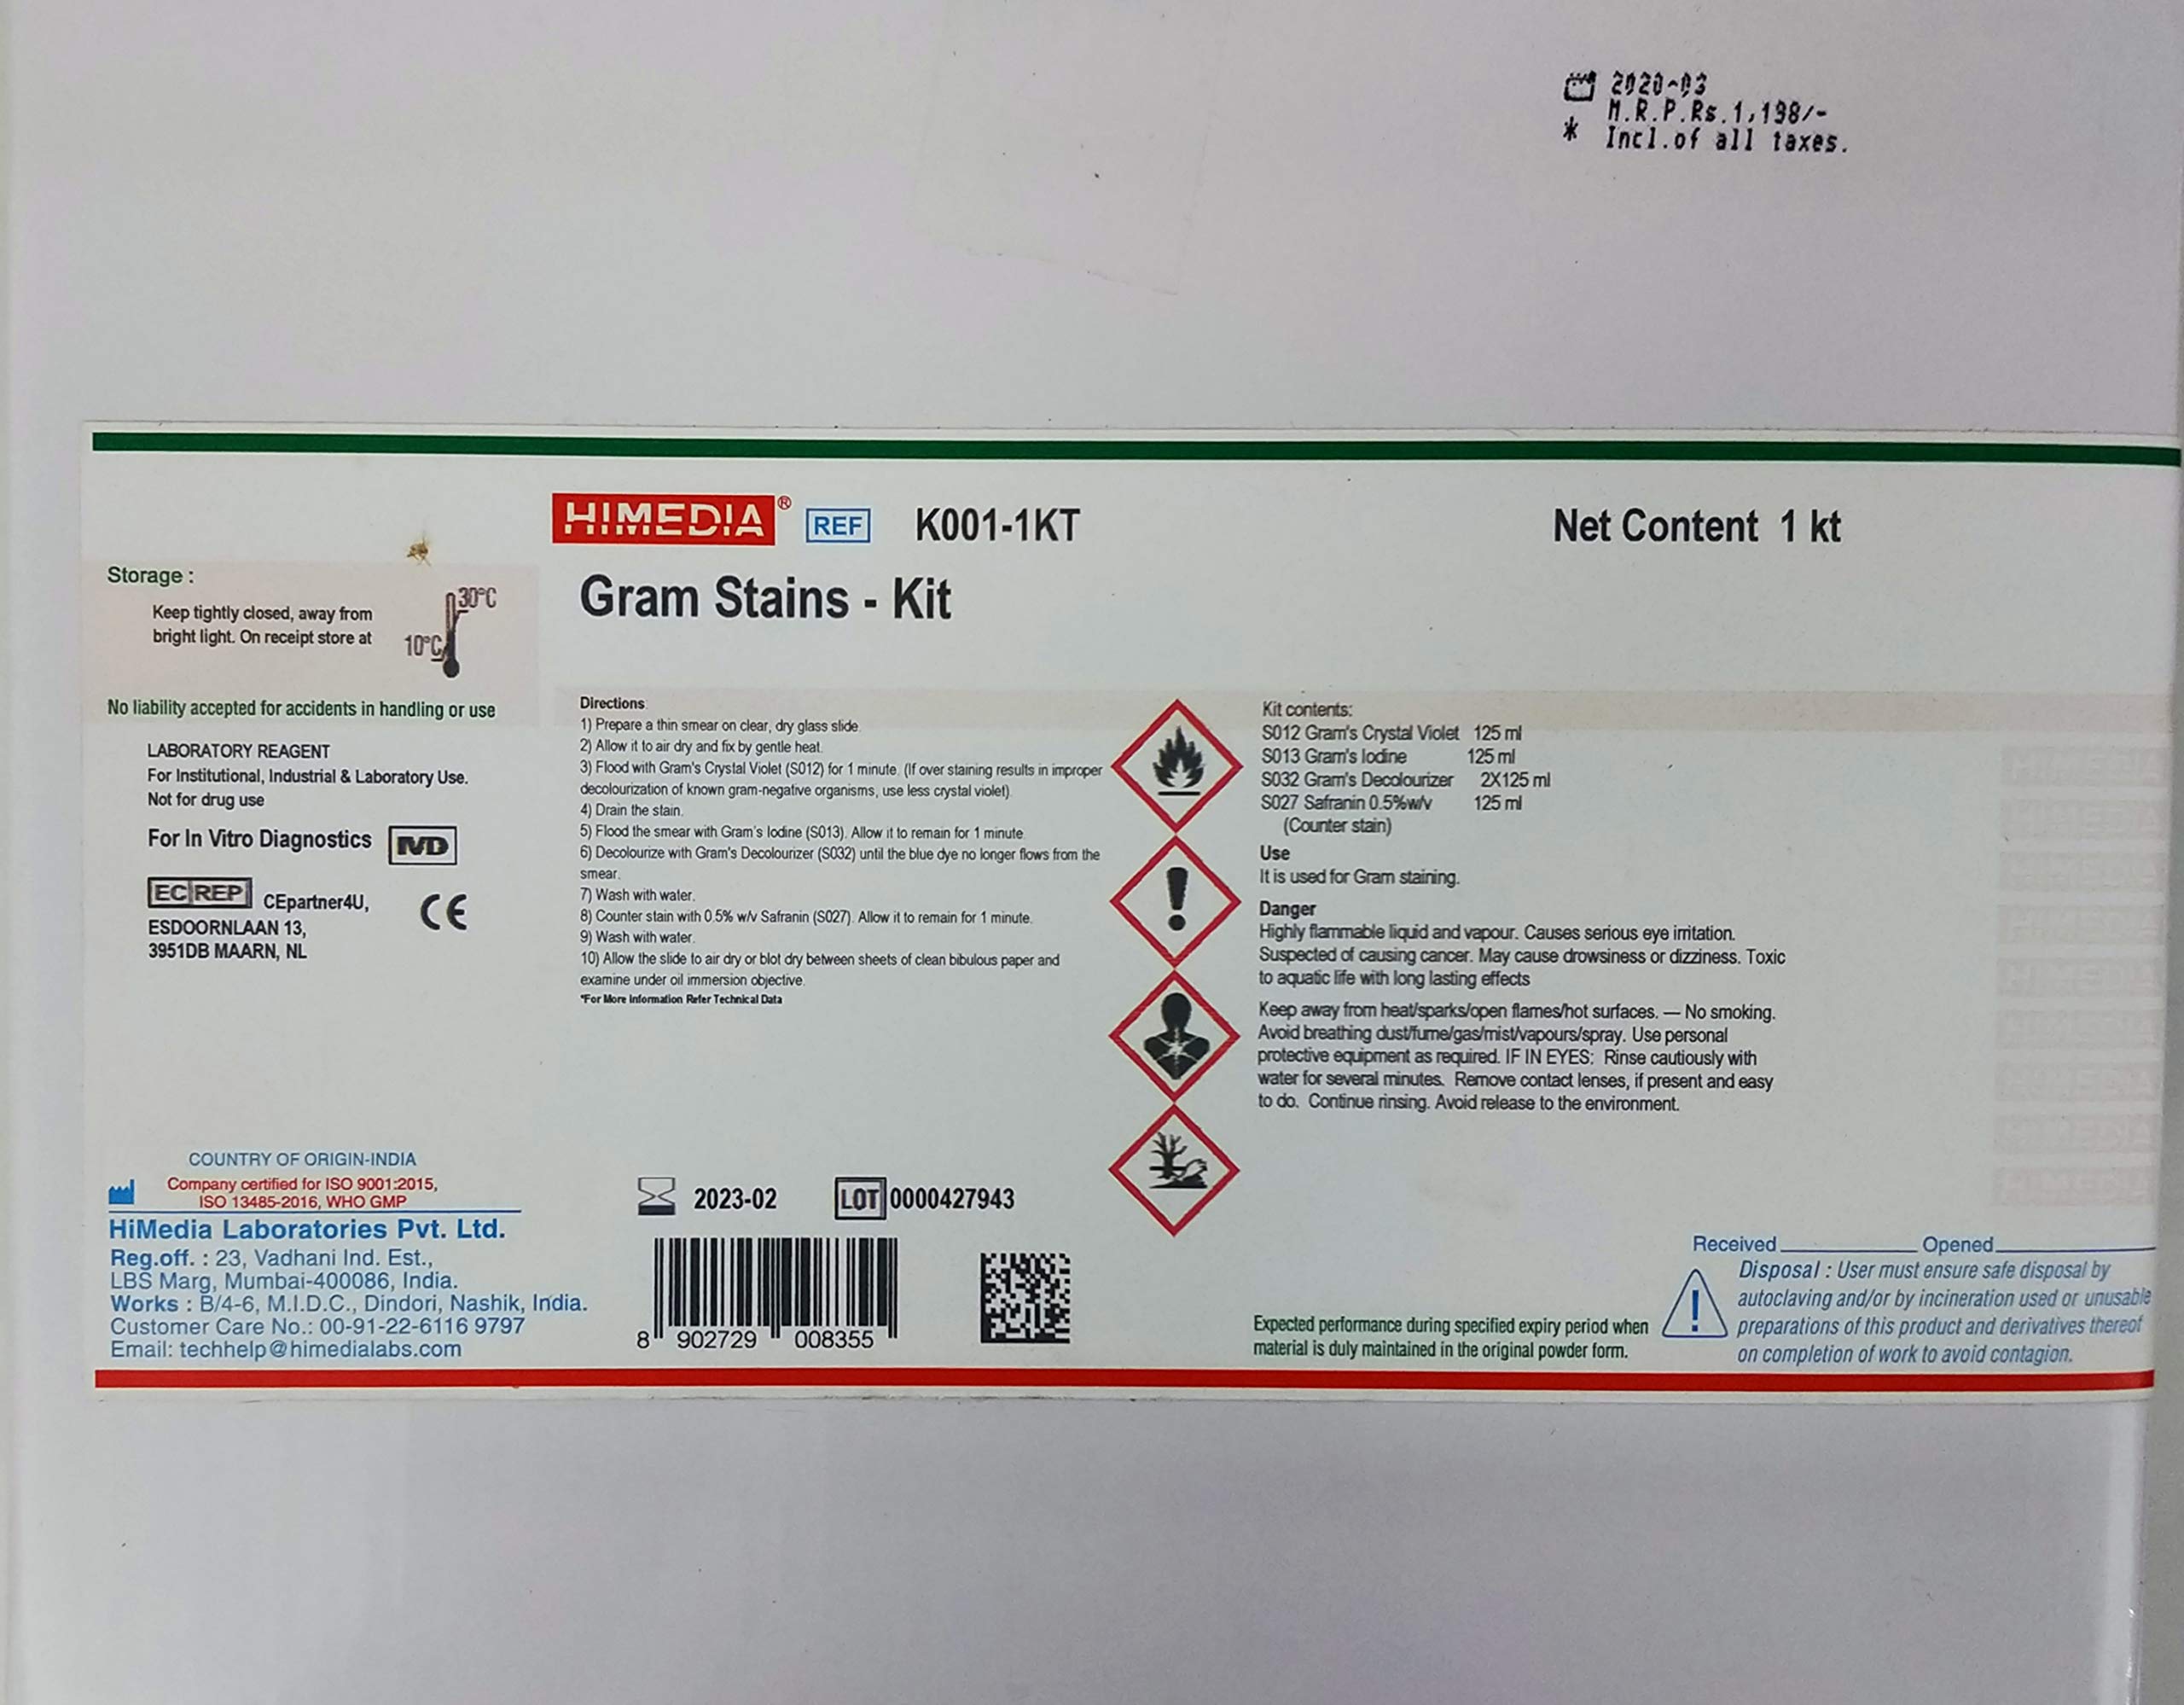 2020-03
M.R.P.Rs.1,198/-
* Incl.of all taxes.
HIMEDIA® REF K001-1KT
Net Content 1 kt
Gram Stains - Kit
Storage :
Keep tightly closed, away from
bright light. On receipt store at
30°C
10°C
No liability accepted for accidents in handling or use
LABORATORY REAGENT
For Institutional, Industrial & Laboratory Use.
Not for drug use
For In Vitro Diagnostics IVD
EC REP CEpartner4U,
ESDOORNLAAN 13,
3951DB MAARN, NL
CE
COUNTRY OF ORIGIN-INDIA
Company certified for ISO 9001:2015,
ISO 13485-2016, WHO GMP
HiMedia Laboratories Pvt. Ltd.
Reg.off. : 23, Vadhani Ind. Est.,
LBS Marg, Mumbai-400086, India.
Works : B/4-6, M.I.D.C., Dindori, Nashik, India.
Customer Care No.: 00-91-22-6116 9797
Email: techhelp@himedialabs.com
Directions
1) Prepare a thin smear on clear, dry glass slide.
2) Allow it to air dry and fix by gentle heat.
3) Flood with Gram's Crystal Violet (S012) for 1 minute. (If over staining results in improper
decolourization of known gram-negative organisms, use less crystal violet).
4) Drain the stain.
5) Flood the smear with Gram's Iodine (S013). Allow it to remain for 1 minute.
6) Decolourize with Gram's Decolourizer (S032) until the blue dye no longer flows from the
smear.
7) Wash with water.
8) Counter stain with 0.5% w/v Safranin (S027). Allow it to remain for 1 minute.
9) Wash with water.
10) Allow the slide to air dry or blot dry between sheets of clean bibulous paper and
examine under oil immersion objective.
*For More Information Refer Technical Data
2023-02 LOT 0000427943
8 902729 008355
Kit contents:
S012 Gram's Crystal Violet 125 ml
S013 Gram's Iodine 125 ml
S032 Gram's Decolourizer 2X125 ml
S027 Safranin 0.5%w/v 125 ml
(Counter stain)
Use
It is used for Gram staining.
Danger
Highly flammable liquid and vapour. Causes serious eye irritation.
Suspected of causing cancer. May cause drowsiness or dizziness. Toxic
to aquatic life with long lasting effects
Keep away from heat/sparks/open flames/hot surfaces. — No smoking.
Avoid breathing dust/fume/gas/mist/vapours/spray. Use personal
protective equipment as required. IF IN EYES: Rinse cautiously with
water for several minutes. Remove contact lenses, if present and easy
to do. Continue rinsing. Avoid release to the environment.
Expected performance during specified expiry period when
material is duly maintained in the original powder form.
Received Opened
Disposal : User must ensure safe disposal by
autoclaving and/or by incineration used or unusable
preparations of this product and derivatives thereof
on completion of work to avoid contagion.